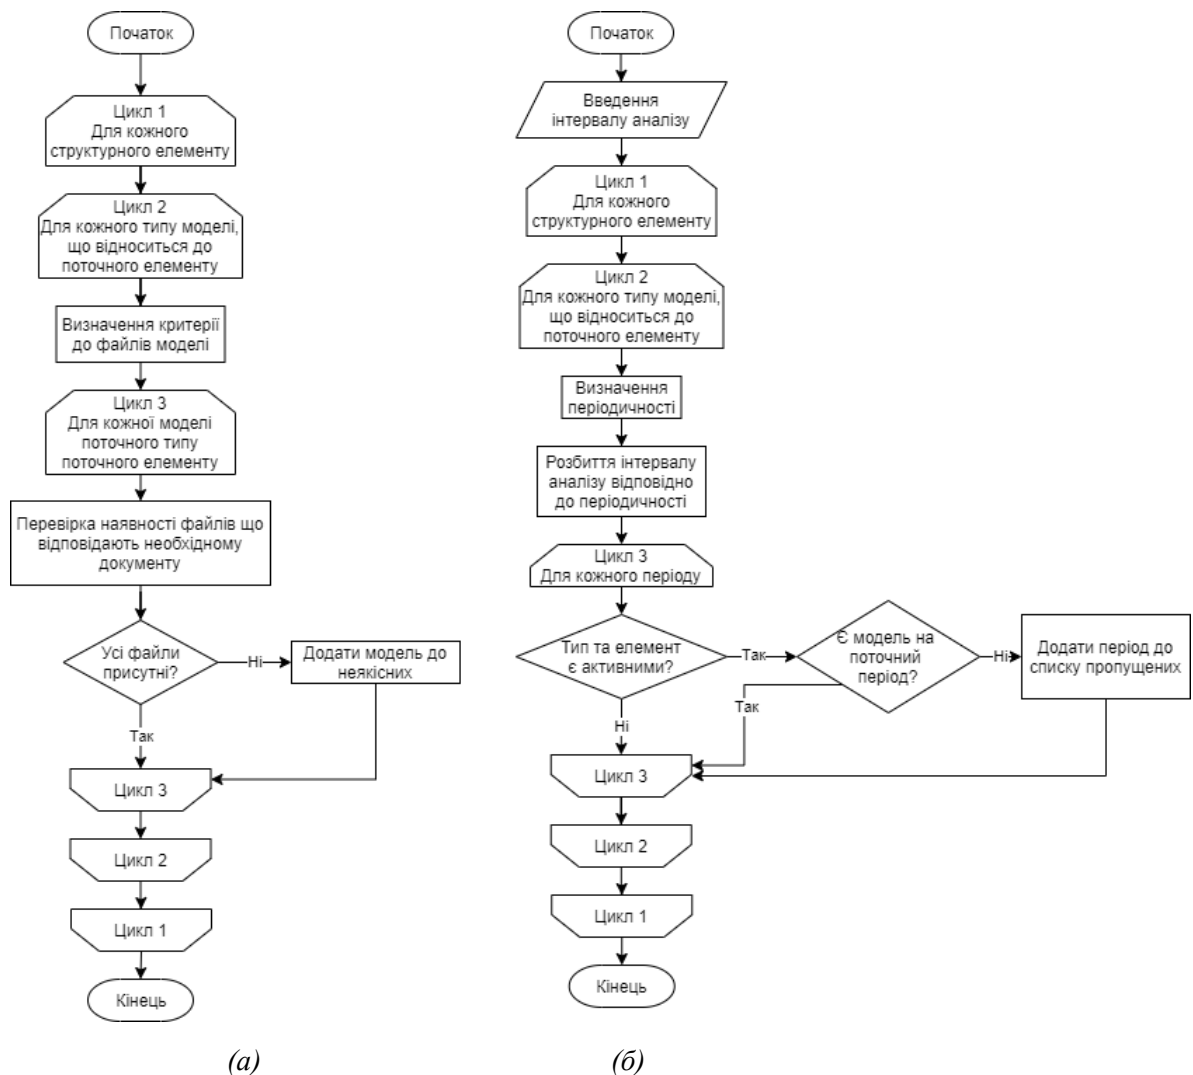 Початок
Цикл 1
Для кожного
структурного елементу
Цикл 2
Для кожного типу моделі,
що відноситься до
поточного елементу
Визначення критерії
до файлів моделі
Цикл 3
Для кожної моделі
поточного типу
поточного елементу
Перевірка наявності файлів що
відповідають необхідному
документу
Усі файли
присутні?
Ні
Додати модель до
неякісних
Так
Цикл 3
Цикл 2
Цикл 1
Кінець
(а)
Початок
Введення
інтервалу аналізу
Цикл 1
Для кожного
структурного елементу
Цикл 2
Для кожного типу моделі,
що відноситься до
поточного елементу
Визначення
періодичності
Розбиття інтервалу
аналізу відповідно
до періодичності
Цикл 3
Для кожного періоду
Тип та елемент
є активними?
Так
Є модель на
поточний
період?
Ні
Додати період до
списку пропущених
Так
Ні
Цикл 3
Цикл 2
Цикл 1
Кінець
(б)